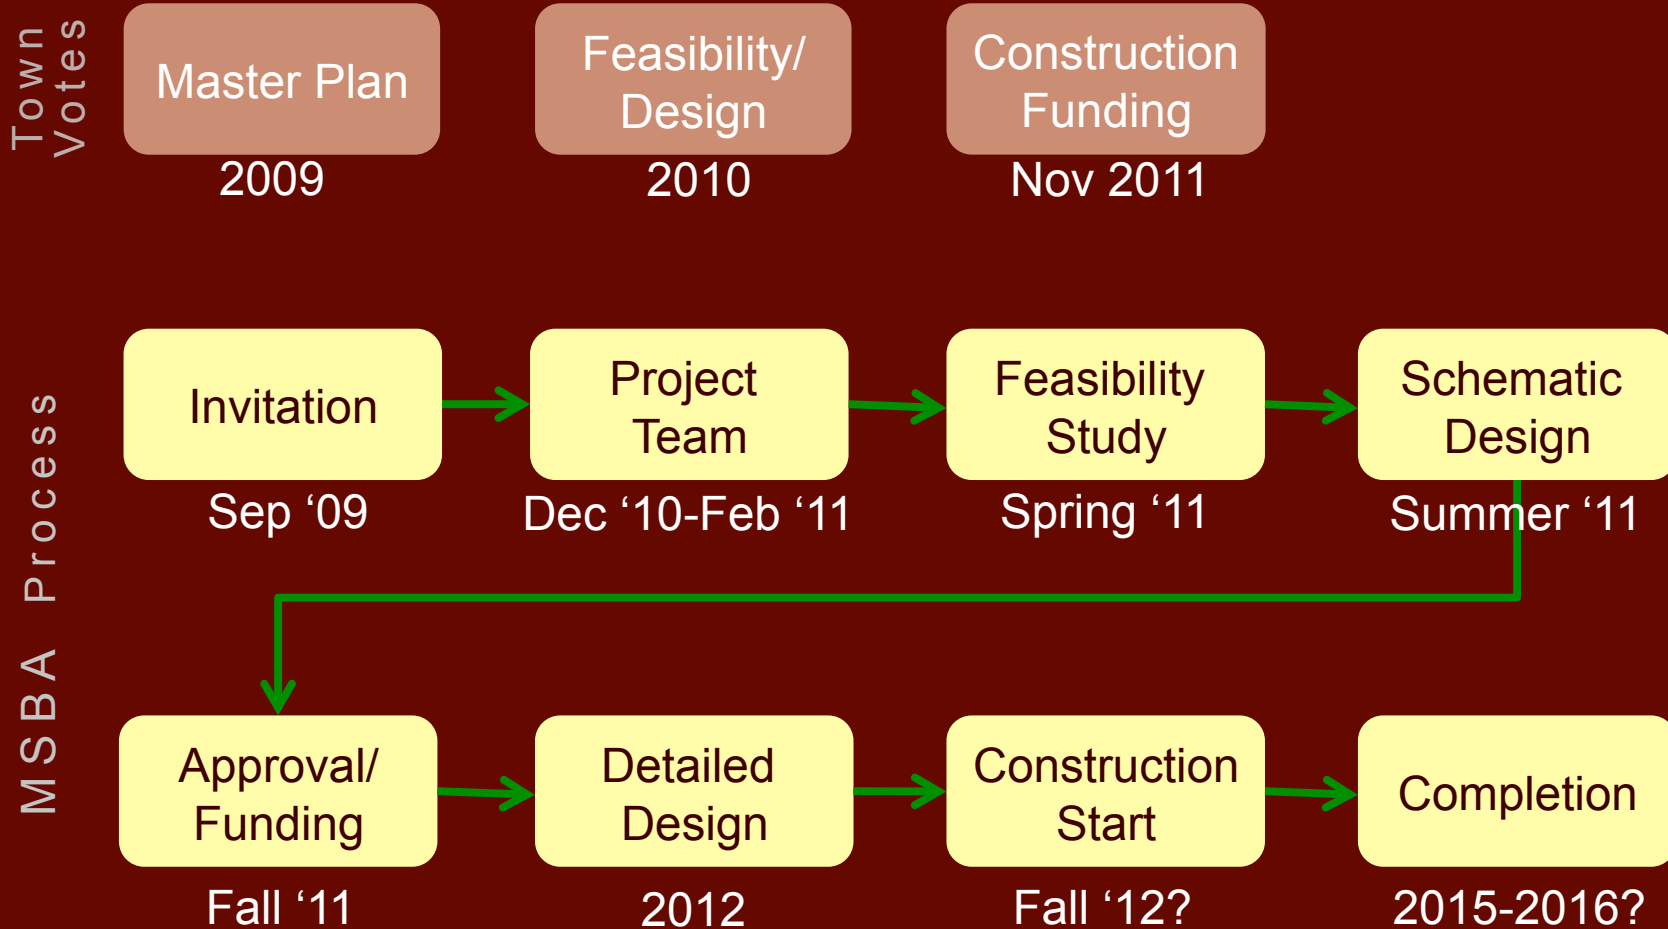 Town
Votes
Master Plan
2009
Feasibility/
Design
2010
Construction
Funding
Nov 2011
MSBA Process
Invitation
Sep ‘09
Project
Team
Dec ‘10-Feb ‘11
Feasibility
Study
Spring ‘11
Schematic
Design
Summer ‘11
Approval/
Funding
Fall ‘11
Detailed
Design
2012
Construction
Start
Fall ‘12?
Completion
2015-2016?